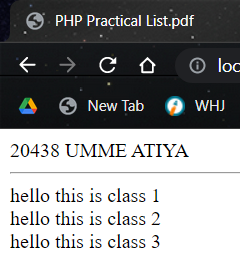 PHP Practical List.pdf
loc
New Tab
WHJ
20438 UMME ATIYA
hello this is class 1
hello this is class 2
hello this is class 3